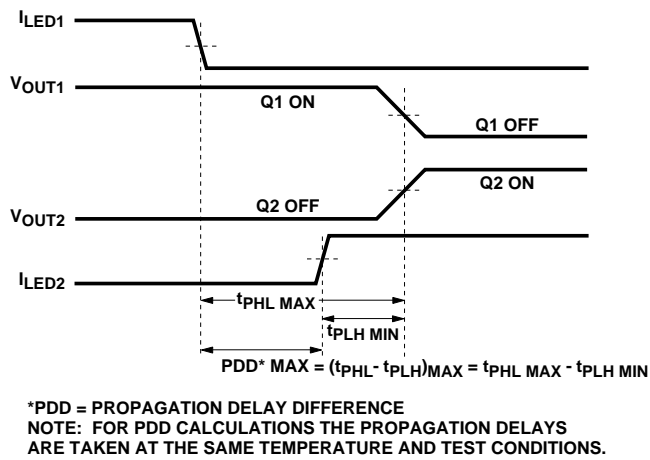 ILED1
VOUT1
Q1 ON
Q1 OFF
Q2 ON
Q2 OFF
VOUT2
ILED2
tPHL MAX
tPLH MIN
PDD* MAX = (tPHL- tPLH)MAX = tPHL MAX - tPLH MIN
*PDD = PROPAGATION DELAY DIFFERENCE
NOTE: FOR PDD CALCULATIONS THE PROPAGATION DELAYS
ARE TAKEN AT THE SAME TEMPERATURE AND TEST CONDITIONS.